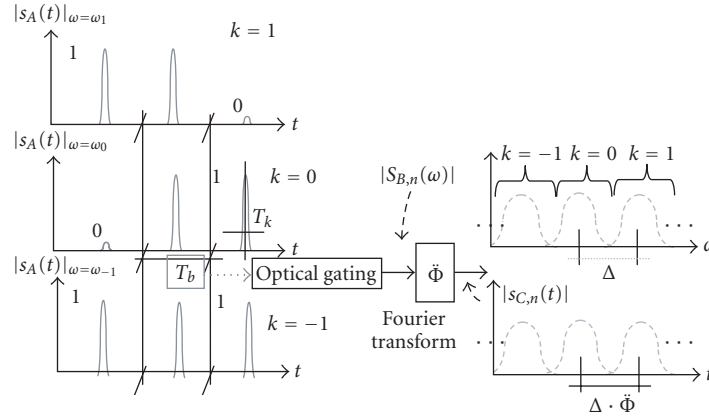 |s_A(t)|_{ω=ω_1}
k = 1
1
0
t
|s_A(t)|_{ω=ω_0}
1
k = 0
0
T_k
t
|s_A(t)|_{ω=ω_{-1}}
T_b
Optical gating
Φ̈
Fourier
transform
1
1
k = −1
t
|S_{B,n}(ω)|
k = −1
k = 0
k = 1
· · ·
· · ·
Δ
|s_{C,n}(t)|
· · ·
· · ·
Δ · Φ̈